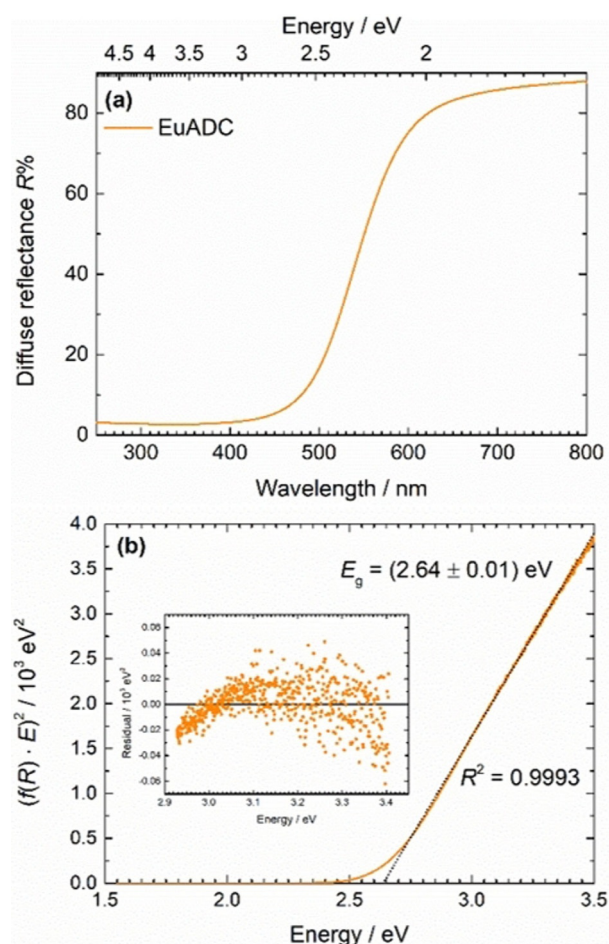 Energy / eV
4.5 4 3.5 3 2.5 2
(a)
EuADC
80
60
40
20
0
Diffuse reflectance R%
300 400 500 600 700 800
Wavelength / nm
(b)
4.0
3.5
3.0
2.5
2.0
1.5
1.0
0.5
0.0
(f(R) · E)² / 10³ eV²
E_g = (2.64 ± 0.01) eV
0.06
0.04
0.02
0.00
-0.02
-0.04
-0.06
Residual / 10³ eV²
2.9 3.0 3.1 3.2 3.3 3.4
Energy / eV
R² = 0.9993
1.5 2.0 2.5 3.0 3.5
Energy / eV